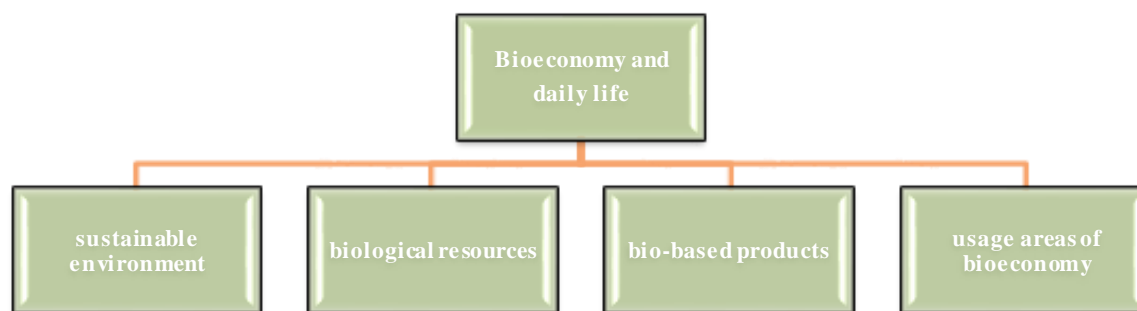 Bioeconomy and
daily life
sustainable
environment
biological resources
bio-based products
usage areas of
bioeconomy